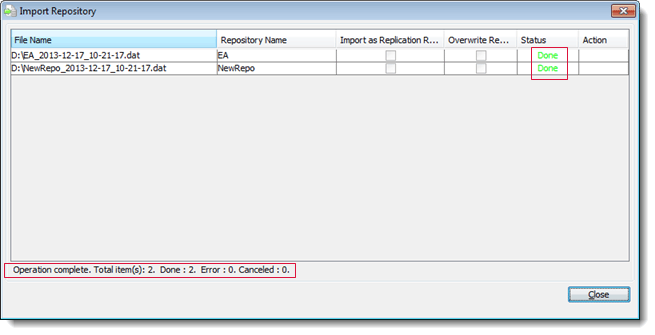 Import Repository
File Name Repository Name Import as Replication R... Overwrite Re... Status Action
D:\EA_2013-12-17_10-21-17.dat EA Done
D:\NewRepo_2013-12-17_10-21-17.dat NewRepo Done
Operation complete. Total item(s): 2. Done : 2. Error : 0. Canceled : 0.
Close